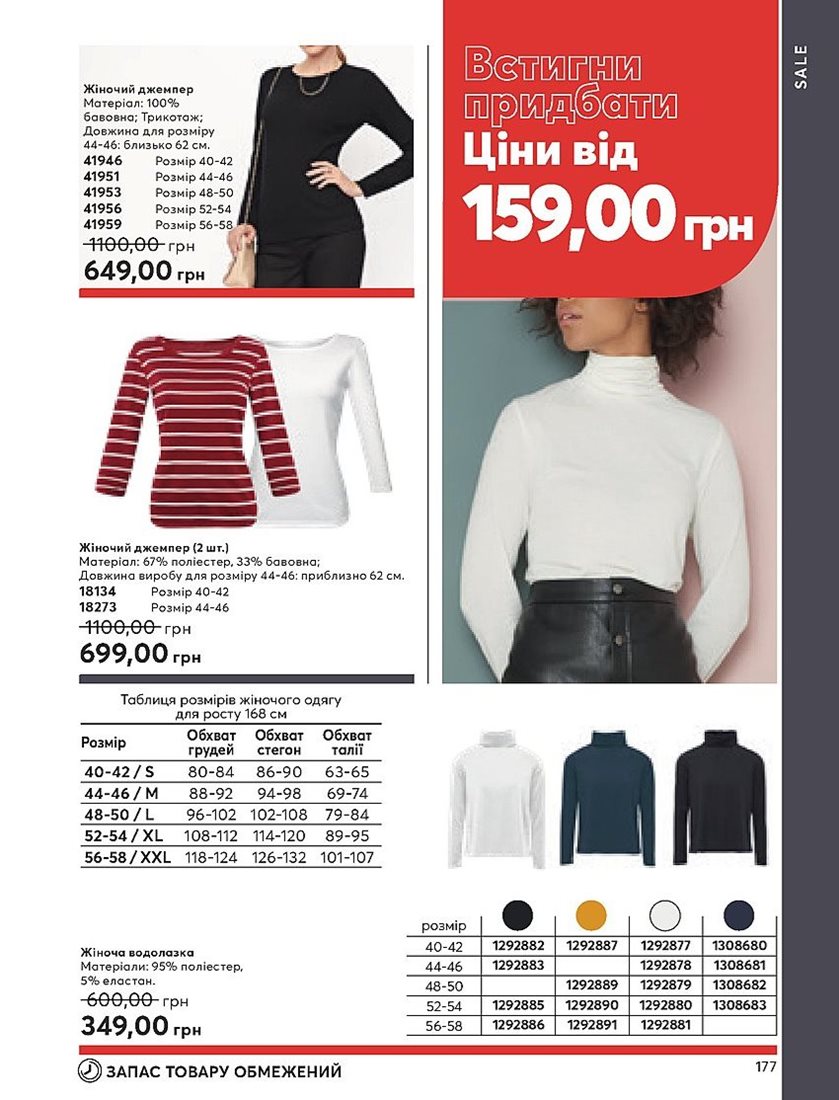 Жіночий джемпер
Матеріал: 100%
бавовна; Трикотаж;
Довжина для розміру
44-46: близько 62 см.
41946 Розмір 40-42
41951 Розмір 44-46
41953 Розмір 48-50
41956 Розмір 52-54
41959 Розмір 56-58
1100,00 грн
649,00 грн
Встигни
придбати
Ціни від
159,00 грн
SALE
Жіночий джемпер (2 шт.)
Матеріал: 67% поліестер, 33% бавовна;
Довжина виробу для розміру 44-46: приблизно 62 см.
18134 Розмір 40-42
18273 Розмір 44-46
1100,00 грн
699,00 грн
Таблиця розмірів жіночого одягу
для росту 168 см
Розмір Обхват грудей Обхват стегон Обхват талії
40-42 / S 80-84 86-90 63-65
44-46 / M 88-92 94-98 69-74
48-50 / L 96-102 102-108 79-84
52-54 / XL 108-112 114-120 89-95
56-58 / XXL 118-124 126-132 101-107
Жіноча водолазка
Матеріали: 95% поліестер,
5% еластан.
600,00 грн
349,00 грн
розмір
40-42 1292882 1292887 1292877 1308680
44-46 1292883 1292878 1308681
48-50 1292889 1292879 1308682
52-54 1292885 1292890 1292880 1308683
56-58 1292886 1292891 1292881
ЗАПАС ТОВАРУ ОБМЕЖЕНИЙ
177